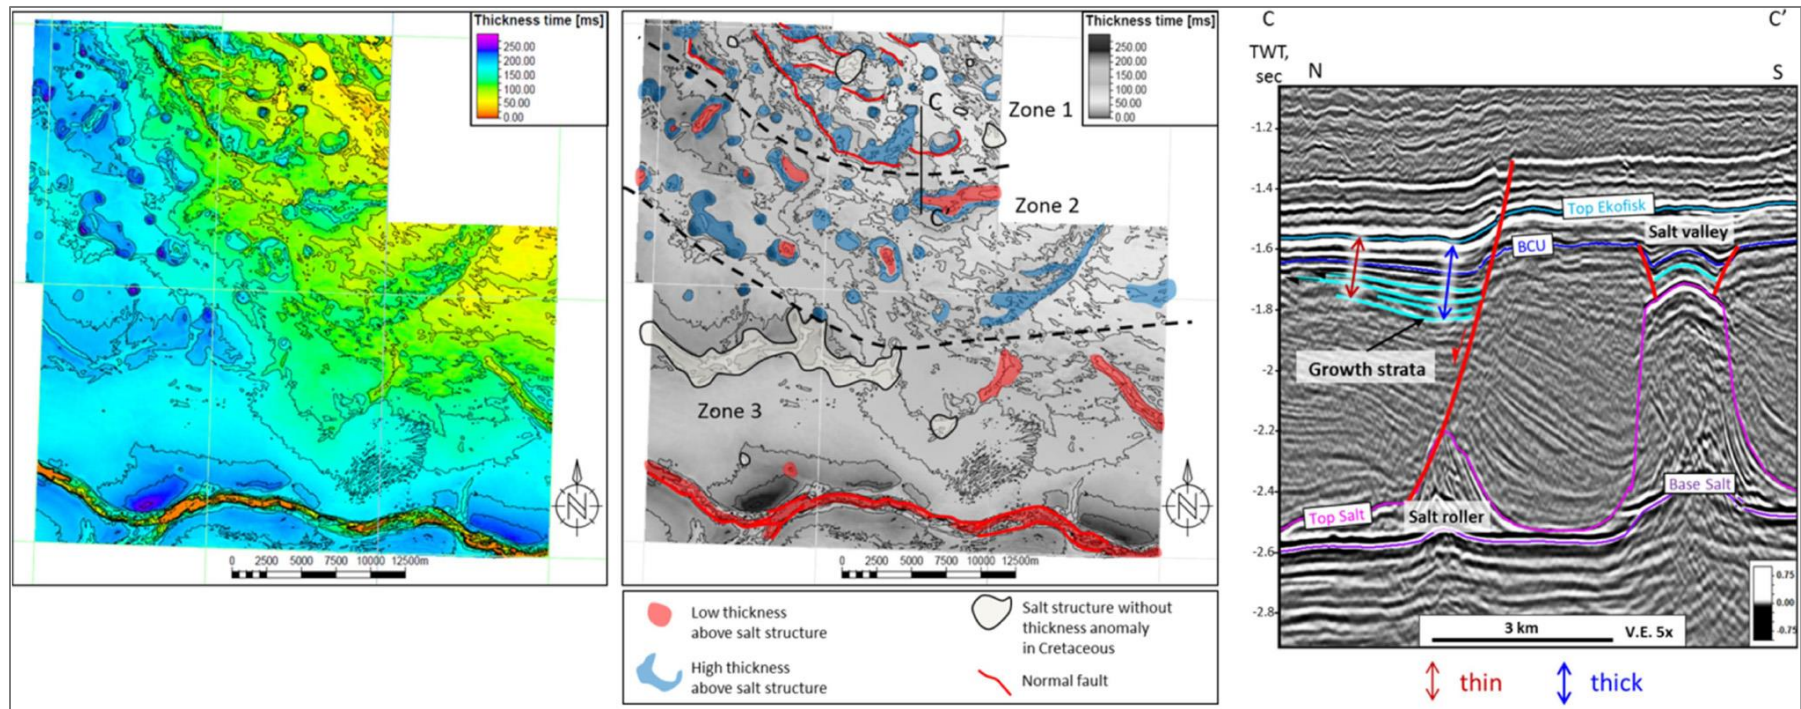 Thickness time [ms]
250.00
200.00
150.00
100.00
50.00
0.00
N
0 2500 5000 7500 10000 12500m
Thickness time [ms]
250.00
200.00
150.00
100.00
50.00
0.00
C
Zone 1
C'
Zone 2
Zone 3
N
0 2500 5000 7500 10000 12500m
Low thickness
above salt structure
High thickness
above salt structure
Salt structure without
thickness anomaly
in Cretaceous
Normal fault
C C'
TWT,
sec
N S
-1.2
-1.4
-1.6
-1.8
-2
-2.2
-2.4
-2.6
-2.8
Top Ekofisk
BCU
Salt valley
Growth strata
Base Salt
Top Salt
Salt roller
0.75
0.00
-0.75
3 km
V.E. 5x
thin
thick